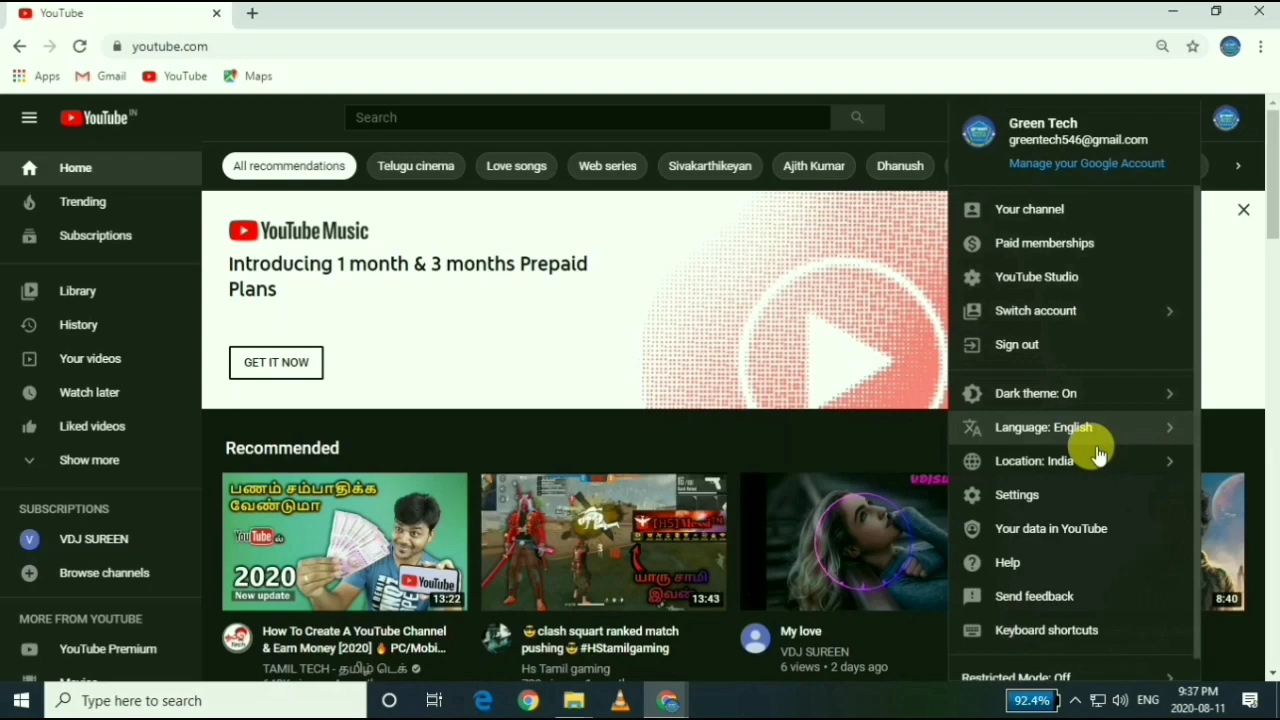 YouTube
youtube.com
Apps
Gmail
YouTube
Maps
YouTube IN
Search
Home
Trending
Subscriptions
Library
History
Your videos
Watch later
Liked videos
Show more
SUBSCRIPTIONS
V
VDJ SUREEN
Browse channels
MORE FROM YOUTUBE
YouTube Premium
All recommendations
Telugu cinema
Love songs
Web series
Sivakarthikeyan
Ajith Kumar
Dhanush
YouTube Music
Introducing 1 month & 3 months Prepaid
Plans
GET IT NOW
Recommended
பணம் சம்பாதிக்க
வேண்டுமா
YouTube ல்
2020
New update
YouTube
13:22
How To Create A YouTube Channel
& Earn Money [2020] 🔥 PC/Mobi...
TAMIL TECH - தமிழ் டெக்
யாரு சாமி
இவன்
13:43
😎clash squart ranked match
pushing😎#HStamilgaming
Hs Tamil gaming
My love
VDJ SUREEN
6 views • 2 days ago
8:40
Green Tech
greentech546@gmail.com
Manage your Google Account
Your channel
Paid memberships
YouTube Studio
Switch account
Sign out
Dark theme: On
Language: English
Location: India
Settings
Your data in YouTube
Help
Send feedback
Keyboard shortcuts
Restricted Mode: Off
Type here to search
92.4%
ENG
9:37 PM
2020-08-11